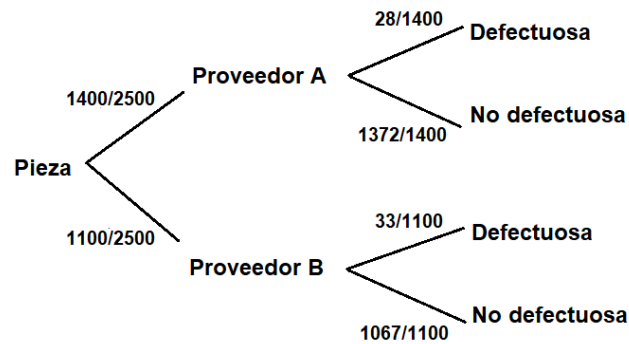 28/1400
Defectuosa
Proveedor A
1400/2500
No defectuosa
1372/1400
Pieza
33/1100
1100/2500
Defectuosa
Proveedor B
No defectuosa
1067/1100